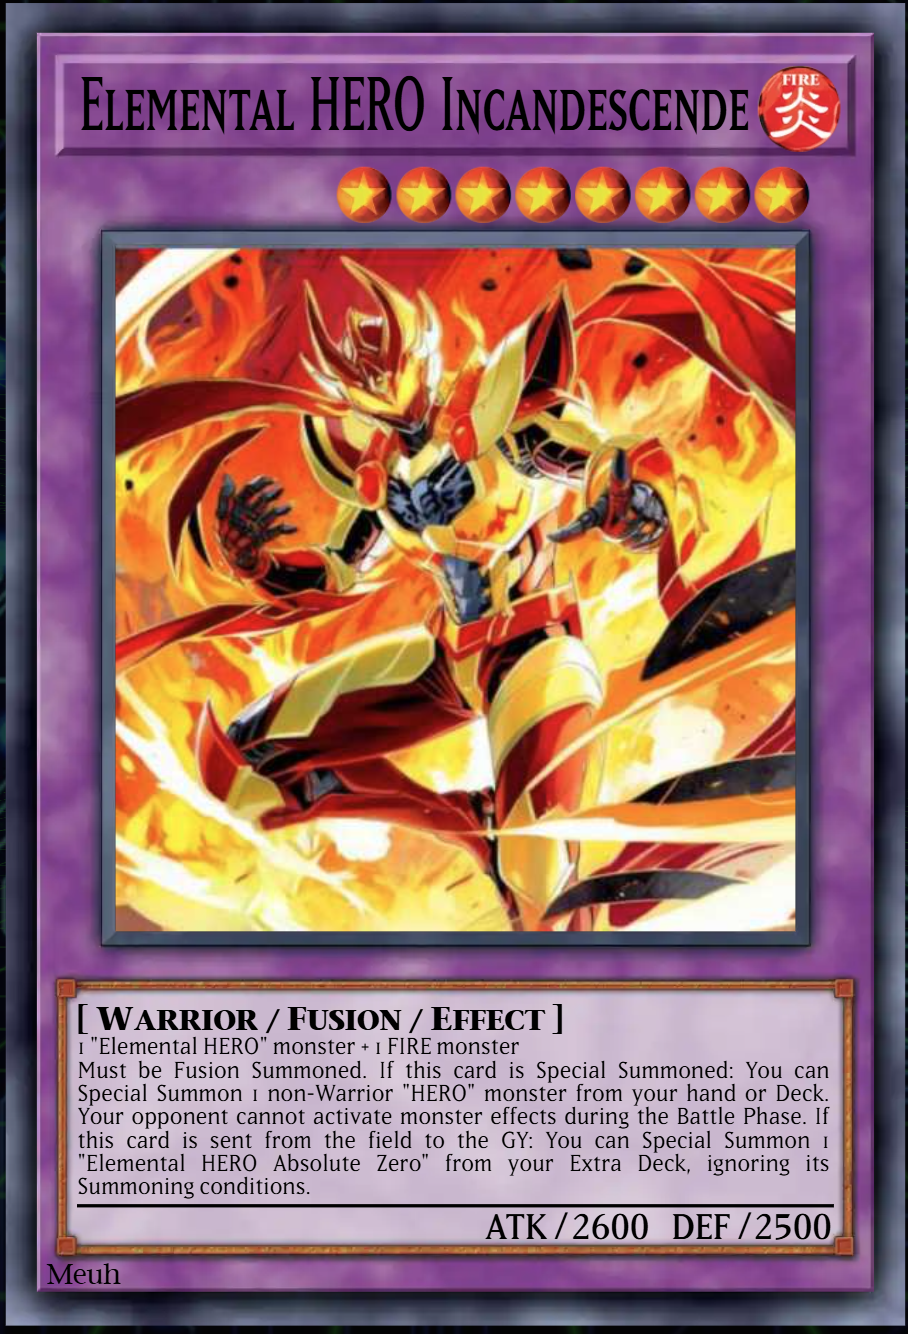 Elemental HERO Incandescende
FIRE
炎
[ Warrior / Fusion / Effect ]
1 "Elemental HERO" monster + 1 FIRE monster
Must be Fusion Summoned. If this card is Special Summoned: You can
Special Summon 1 non-Warrior "HERO" monster from your hand or Deck.
Your opponent cannot activate monster effects during the Battle Phase. If
this card is sent from the field to the GY: You can Special Summon 1
"Elemental HERO Absolute Zero" from your Extra Deck, ignoring its
Summoning conditions.
ATK/2600 DEF/2500
Meuh